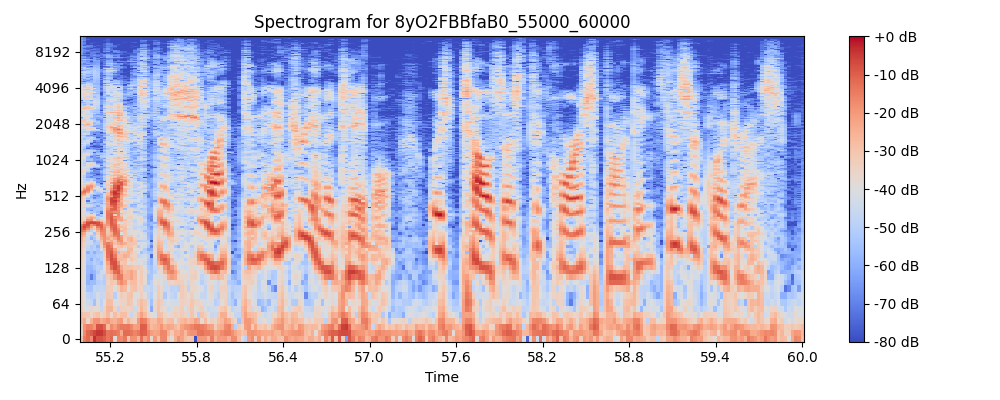 Spectrogram for 8yO2FBBfaB0_55000_60000
Hz
8192
4096
2048
1024
512
256
128
64
0
55.2 55.8 56.4 57.0 57.6 58.2 58.8 59.4 60.0
Time
+0 dB
-10 dB
-20 dB
-30 dB
-40 dB
-50 dB
-60 dB
-70 dB
-80 dB